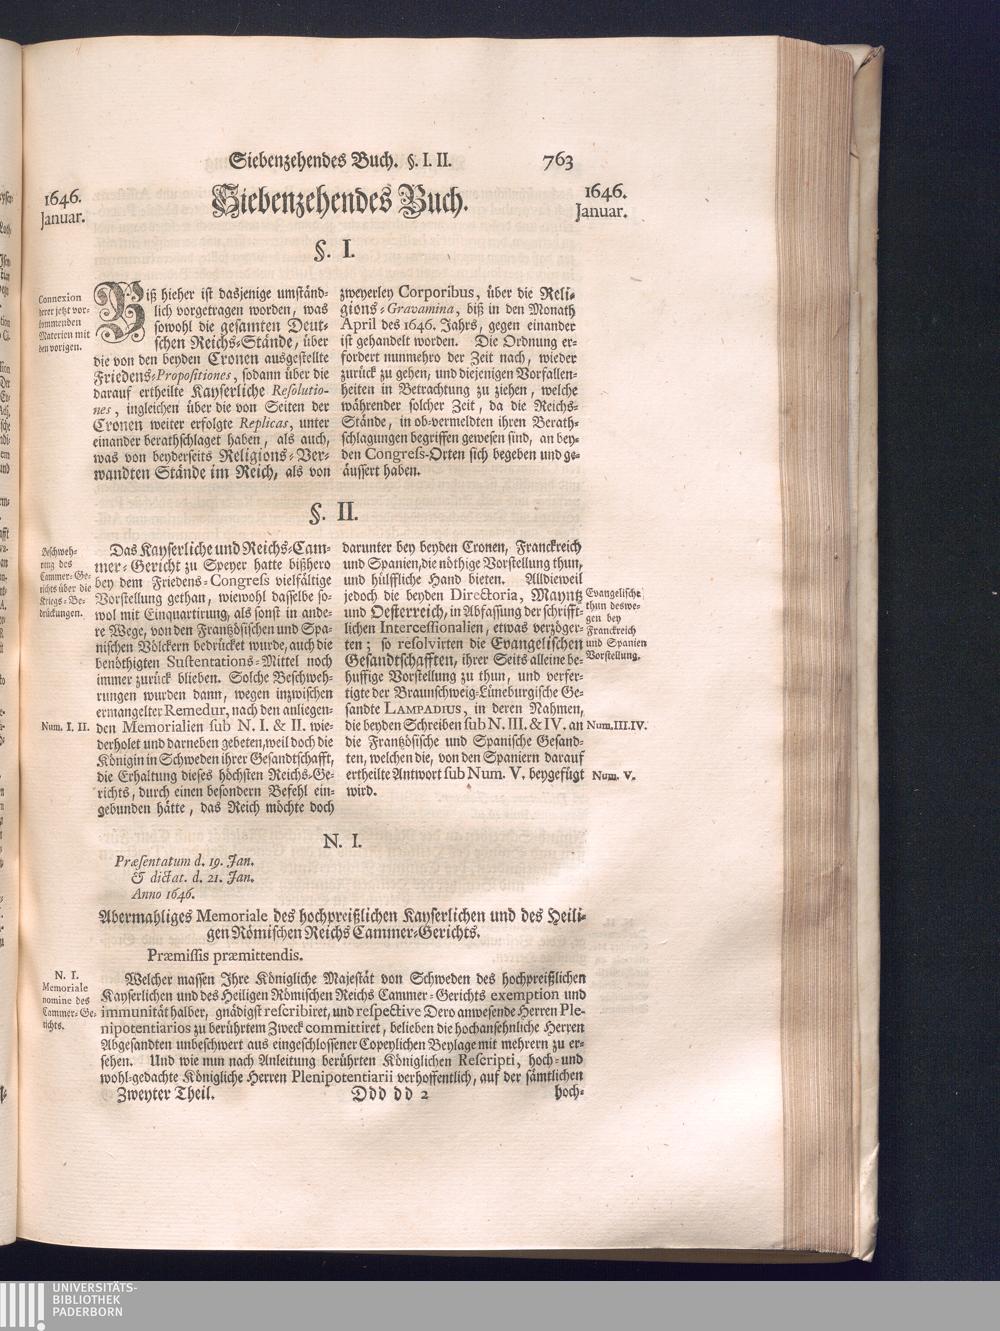 Siebenzehendes Buch. §. I. II. 763
1646.
Januar.
Siebenzehendes Buch.
1646.
Januar.
§. I.
Connexion
derer jetzt vor-
kommenden
Materien mit
den vorigen.
Biß hieher ist dasjenige umständ-
lich vorgetragen worden, was
sowohl die gesamten Deut-
schen Reichs-Stände, über
die von den beyden Cronen ausgestellte
Friedens-Propositiones, sodann über die
darauf ertheilte Kayserliche Resolutio-
nes, ingleichen über die von Seiten der
Cronen weiter erfolgte Replicas, unter
einander berathschlaget haben, als auch,
was von beyderseits Religions-Ver-
wandten Stände im Reich, als von
zweyerley Corporibus, über die Reli-
gions-Gravamina, biß in den Monath
April des 1646. Jahrs, gegen einander
ist gehandelt worden. Die Ordnung er-
fordert nunmehro der Zeit nach, wieder
zurück zu gehen, und diejenigen Vorfallen-
heiten in Betrachtung zu ziehen, welche
währender solcher Zeit, da die Reichs-
Stände, in ob-vermeldten ihren Berath-
schlagungen begriffen gewesen sind, an bey-
den Congress-Orten sich begeben und ge-
äussert haben.
§. II.
Beschweh-
rung des
Cammer-Ge-
richts über die
Kriegs-Be-
drückungen.
Das Kayserliche und Reichs-Cam-
mer-Gericht zu Speyer hatte bißhero
bey dem Friedens-Congress vielfältige
Vorstellung gethan, wiewohl dasselbe so-
wol mit Einquartirung, als sonst in ande-
re Wege, von den Frantzösischen und Spa-
nischen Völckern bedrücket wurde, auch die
benöthigten Sustentations-Mittel noch
immer zurück blieben. Solche Beschweh-
rungen wurden dann, wegen inzwischen
ermangelter Remedur, nach den anliegen-
Num. I. II.
den Memorialien sub N. I. & II. wie-
derholet und darneben gebeten, weil doch die
Königin in Schweden ihrer Gesandtschafft,
die Erhaltung dieses höchsten Reichs-Ge-
richts, durch einen besondern Befehl ein-
gebunden hätte, das Reich möchte doch
darunter bey beyden Cronen, Franckreich
und Spanien, die nöthige Vorstellung thun,
und hülffliche Hand bieten. Alldieweil
jedoch die beyden Directoria, Mayntz
und Oesterreich, in Abfassung der schrifft-
lichen Intercessionalien, etwas verzöger-
ten; so resolvirten die Evangelischen
Gesandtschafften, ihrer Seits alleine be-
huffige Vorstellung zu thun, und verfer-
tigte der Braunschweig-Lüneburgische Ge-
sandte LAMPADIUS, in deren Nahmen,
die beyden Schreiben sub N. III. & IV. an
die Frantzösische und Spanische Gesand-
ten, welchen die, von den Spaniern darauf
ertheilte Antwort sub Num. V. beygefügt
wird.
Evangelische
thun deswe-
gen bey
Franckreich
und Spanien
Vorstellung.
Num. III. IV.
Num. V.
N. I.
Præsentatum d. 19. Jan.
& dictat. d. 21. Jan.
Anno 1646.
Abermahliges Memoriale des hochpreißlichen Kayserlichen und des Heili-
gen Römischen Reichs Cammer-Gerichts.
Præmissis præmittendis.
N. I.
Memoriale
nomine des
Cammer-Ge-
richts.
Welcher massen Ihre Königliche Majestät von Schweden des hochpreißlichen
Kayserlichen und des Heiligen Römischen Reichs Cammer-Gerichts exemption und
immunität halber, gnädigst rescribiret, und respective Dero anwesende Herren Ple-
nipotentiarios zu berührtem Zweck committiret, belieben die hochansehnliche Herren
Abgesandten unbeschwert aus eingeschlossener Copeylichen Beylage mit mehrern zu er-
sehen. Und wie nun nach Anleitung berührten Königlichen Rescripti, hoch- und
wohl-gedachte Königliche Herren Plenipotentiarii verhoffentlich, auf der sämtlichen
Zweyter Theil. Ddd dd 2 hoch-
UNIVERSITÄTS-
BIBLIOTHEK
PADERBORN